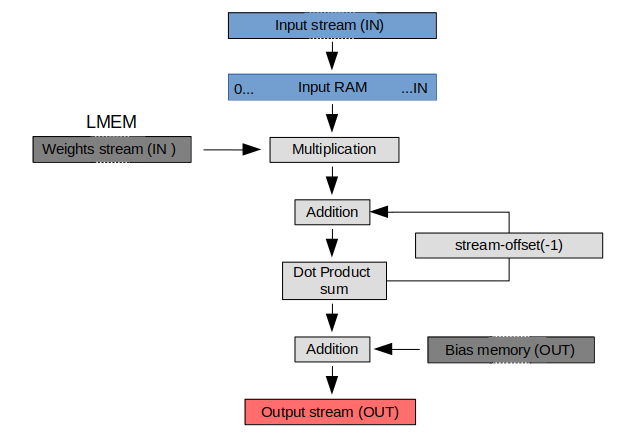 Input stream (IN)
0... Input RAM ...IN
LMEM
Weights stream (IN )
Multiplication
Addition
stream-offset(-1)
Dot Product
sum
Addition
Bias memory (OUT)
Output stream (OUT)